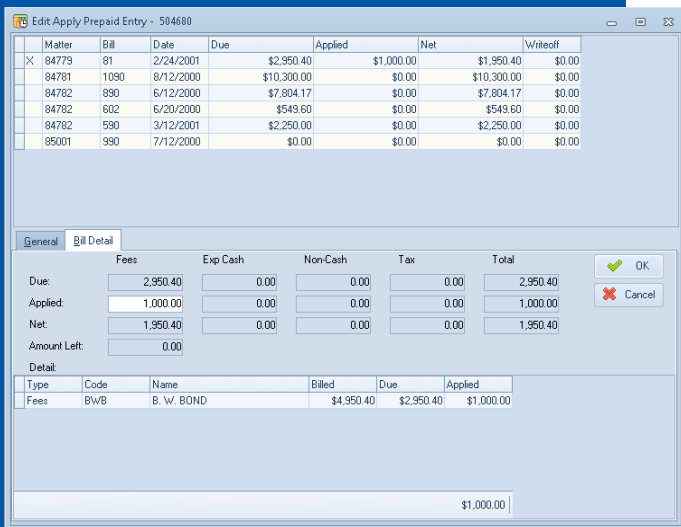 Edit Apply Prepaid Entry - 504680
Matter Bill Date Due Applied Net Writeoff
X 84779 81 2/24/2001 $2,950.40 $1,000.00 $1,950.40 $0.00
84781 1090 8/12/2000 $10,300.00 $0.00 $10,300.00 $0.00
84782 890 6/12/2000 $7,804.17 $0.00 $7,804.17 $0.00
84782 602 6/20/2000 $549.60 $0.00 $549.60 $0.00
84782 590 3/12/2001 $2,250.00 $0.00 $2,250.00 $0.00
85001 990 7/12/2000 $0.00 $0.00 $0.00 $0.00
General Bill Detail
Fees Exp Cash Non-Cash Tax Total
OK
Due: 2,950.40 0.00 0.00 0.00 2,950.40
Cancel
Applied: 1,000.00 0.00 0.00 0.00 1,000.00
Net: 1,950.40 0.00 0.00 0.00 1,950.40
Amount Left: 0.00
Detail:
Type Code Name Billed Due Applied
Fees BWB B. W. BOND $4,950.40 $2,950.40 $1,000.00
$1,000.00